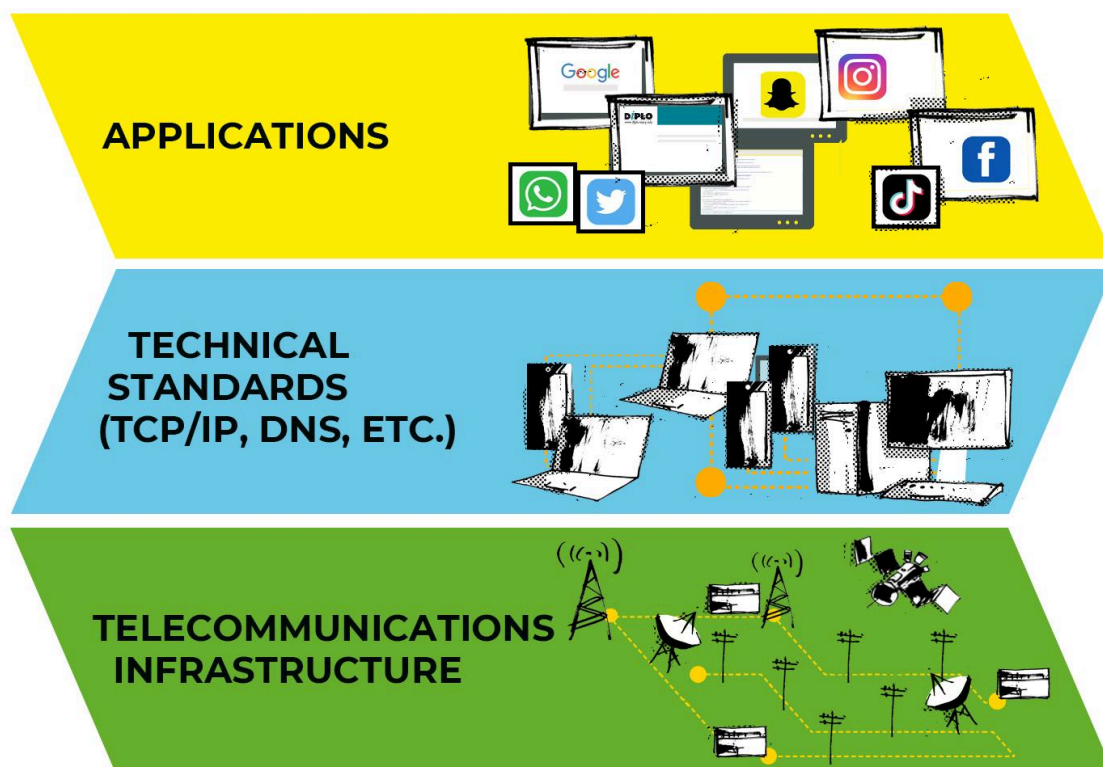 APPLICATIONS
Google
DIPLO
TECHNICAL
STANDARDS
(TCP/IP, DNS, ETC.)
TELECOMMUNICATIONS
INFRASTRUCTURE